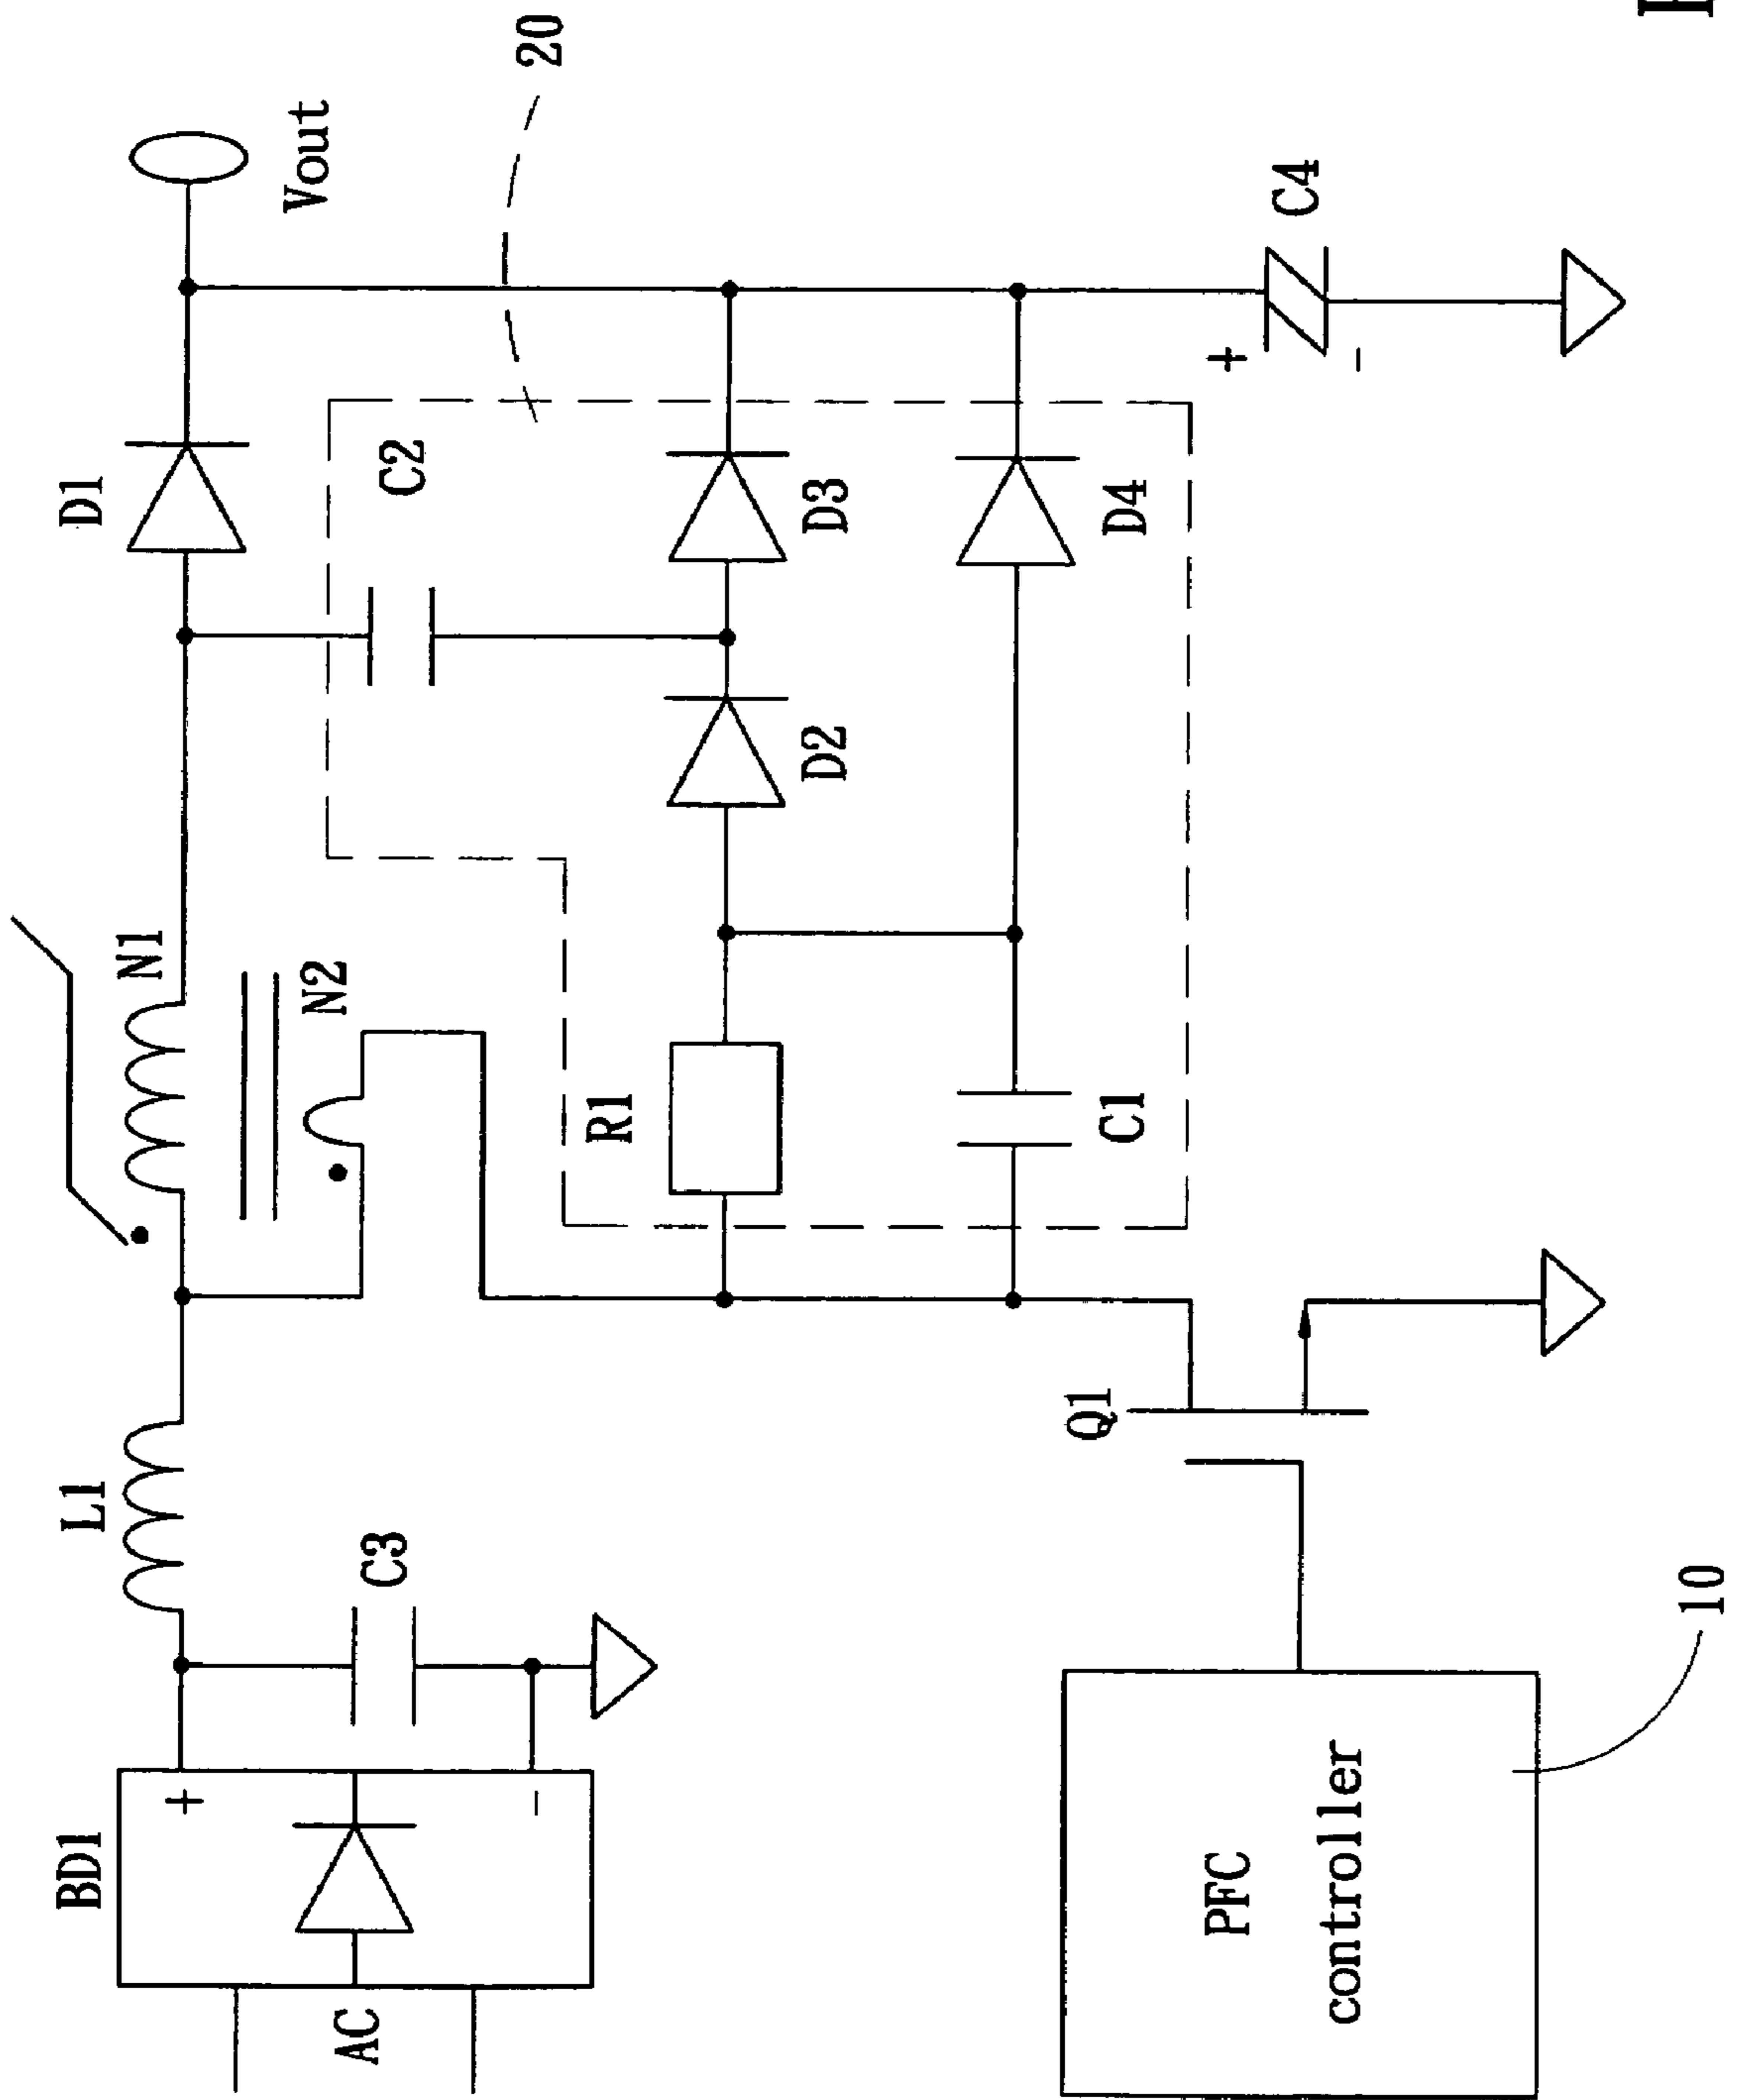 BD1
L1
D1
N1
+
Vout
N2
AC
C3
C2
-
20
R1
D2
D3
Q1
C1
D4
+
PFC
C4
controller
-
10